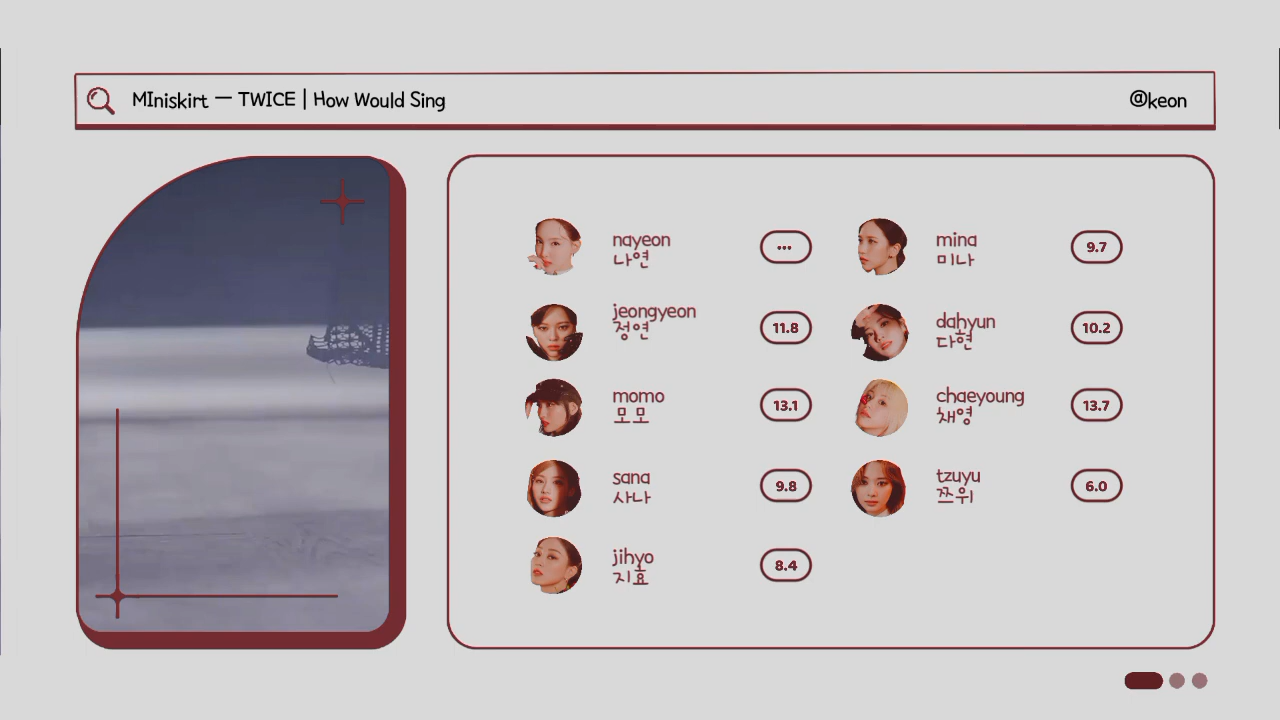 MIniskirt — TWICE | How Would Sing
@keon
nayeon
나연
•••
jeongyeon
정연
11.8
momo
모모
13.1
sana
사나
9.8
jihyo
지효
8.4
mina
미나
9.7
dahyun
다현
10.2
chaeyoung
채영
13.7
tzuyu
쯔위
6.0